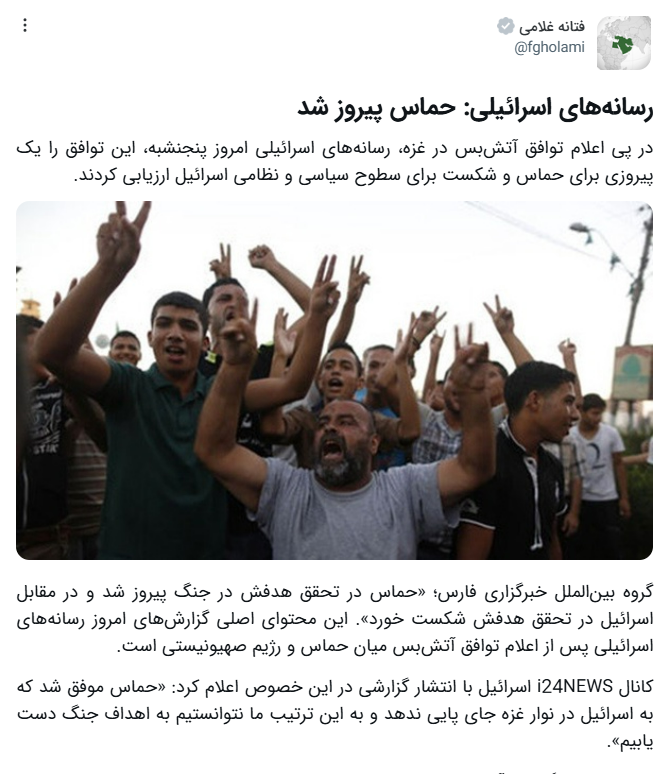 فتانه غلامی
@fgholami
رسانه‌های اسرائیلی: حماس پیروز شد
در پی اعلام توافق آتش‌بس در غزه، رسانه‌های اسرائیلی امروز پنجنشبه، این توافق را یک
پیروزی برای حماس و شکست برای سطوح سیاسی و نظامی اسرائیل ارزیابی کردند.
گروه بین‌الملل خبرگزاری فارس؛ «حماس در تحقق هدفش در جنگ پیروز شد و در مقابل
اسرائیل در تحقق هدفش شکست خورد». این محتوای اصلی گزارش‌های امروز رسانه‌های
اسرائیلی پس از اعلام توافق آتش‌بس میان حماس و رژیم صهیونیستی است.
کانال i24NEWS اسرائیل با انتشار گزارشی در این خصوص اعلام کرد: «حماس موفق شد که
به اسرائیل در نوار غزه جای پایی ندهد و به این ترتیب ما نتوانستیم به اهداف جنگ دست
یابیم».